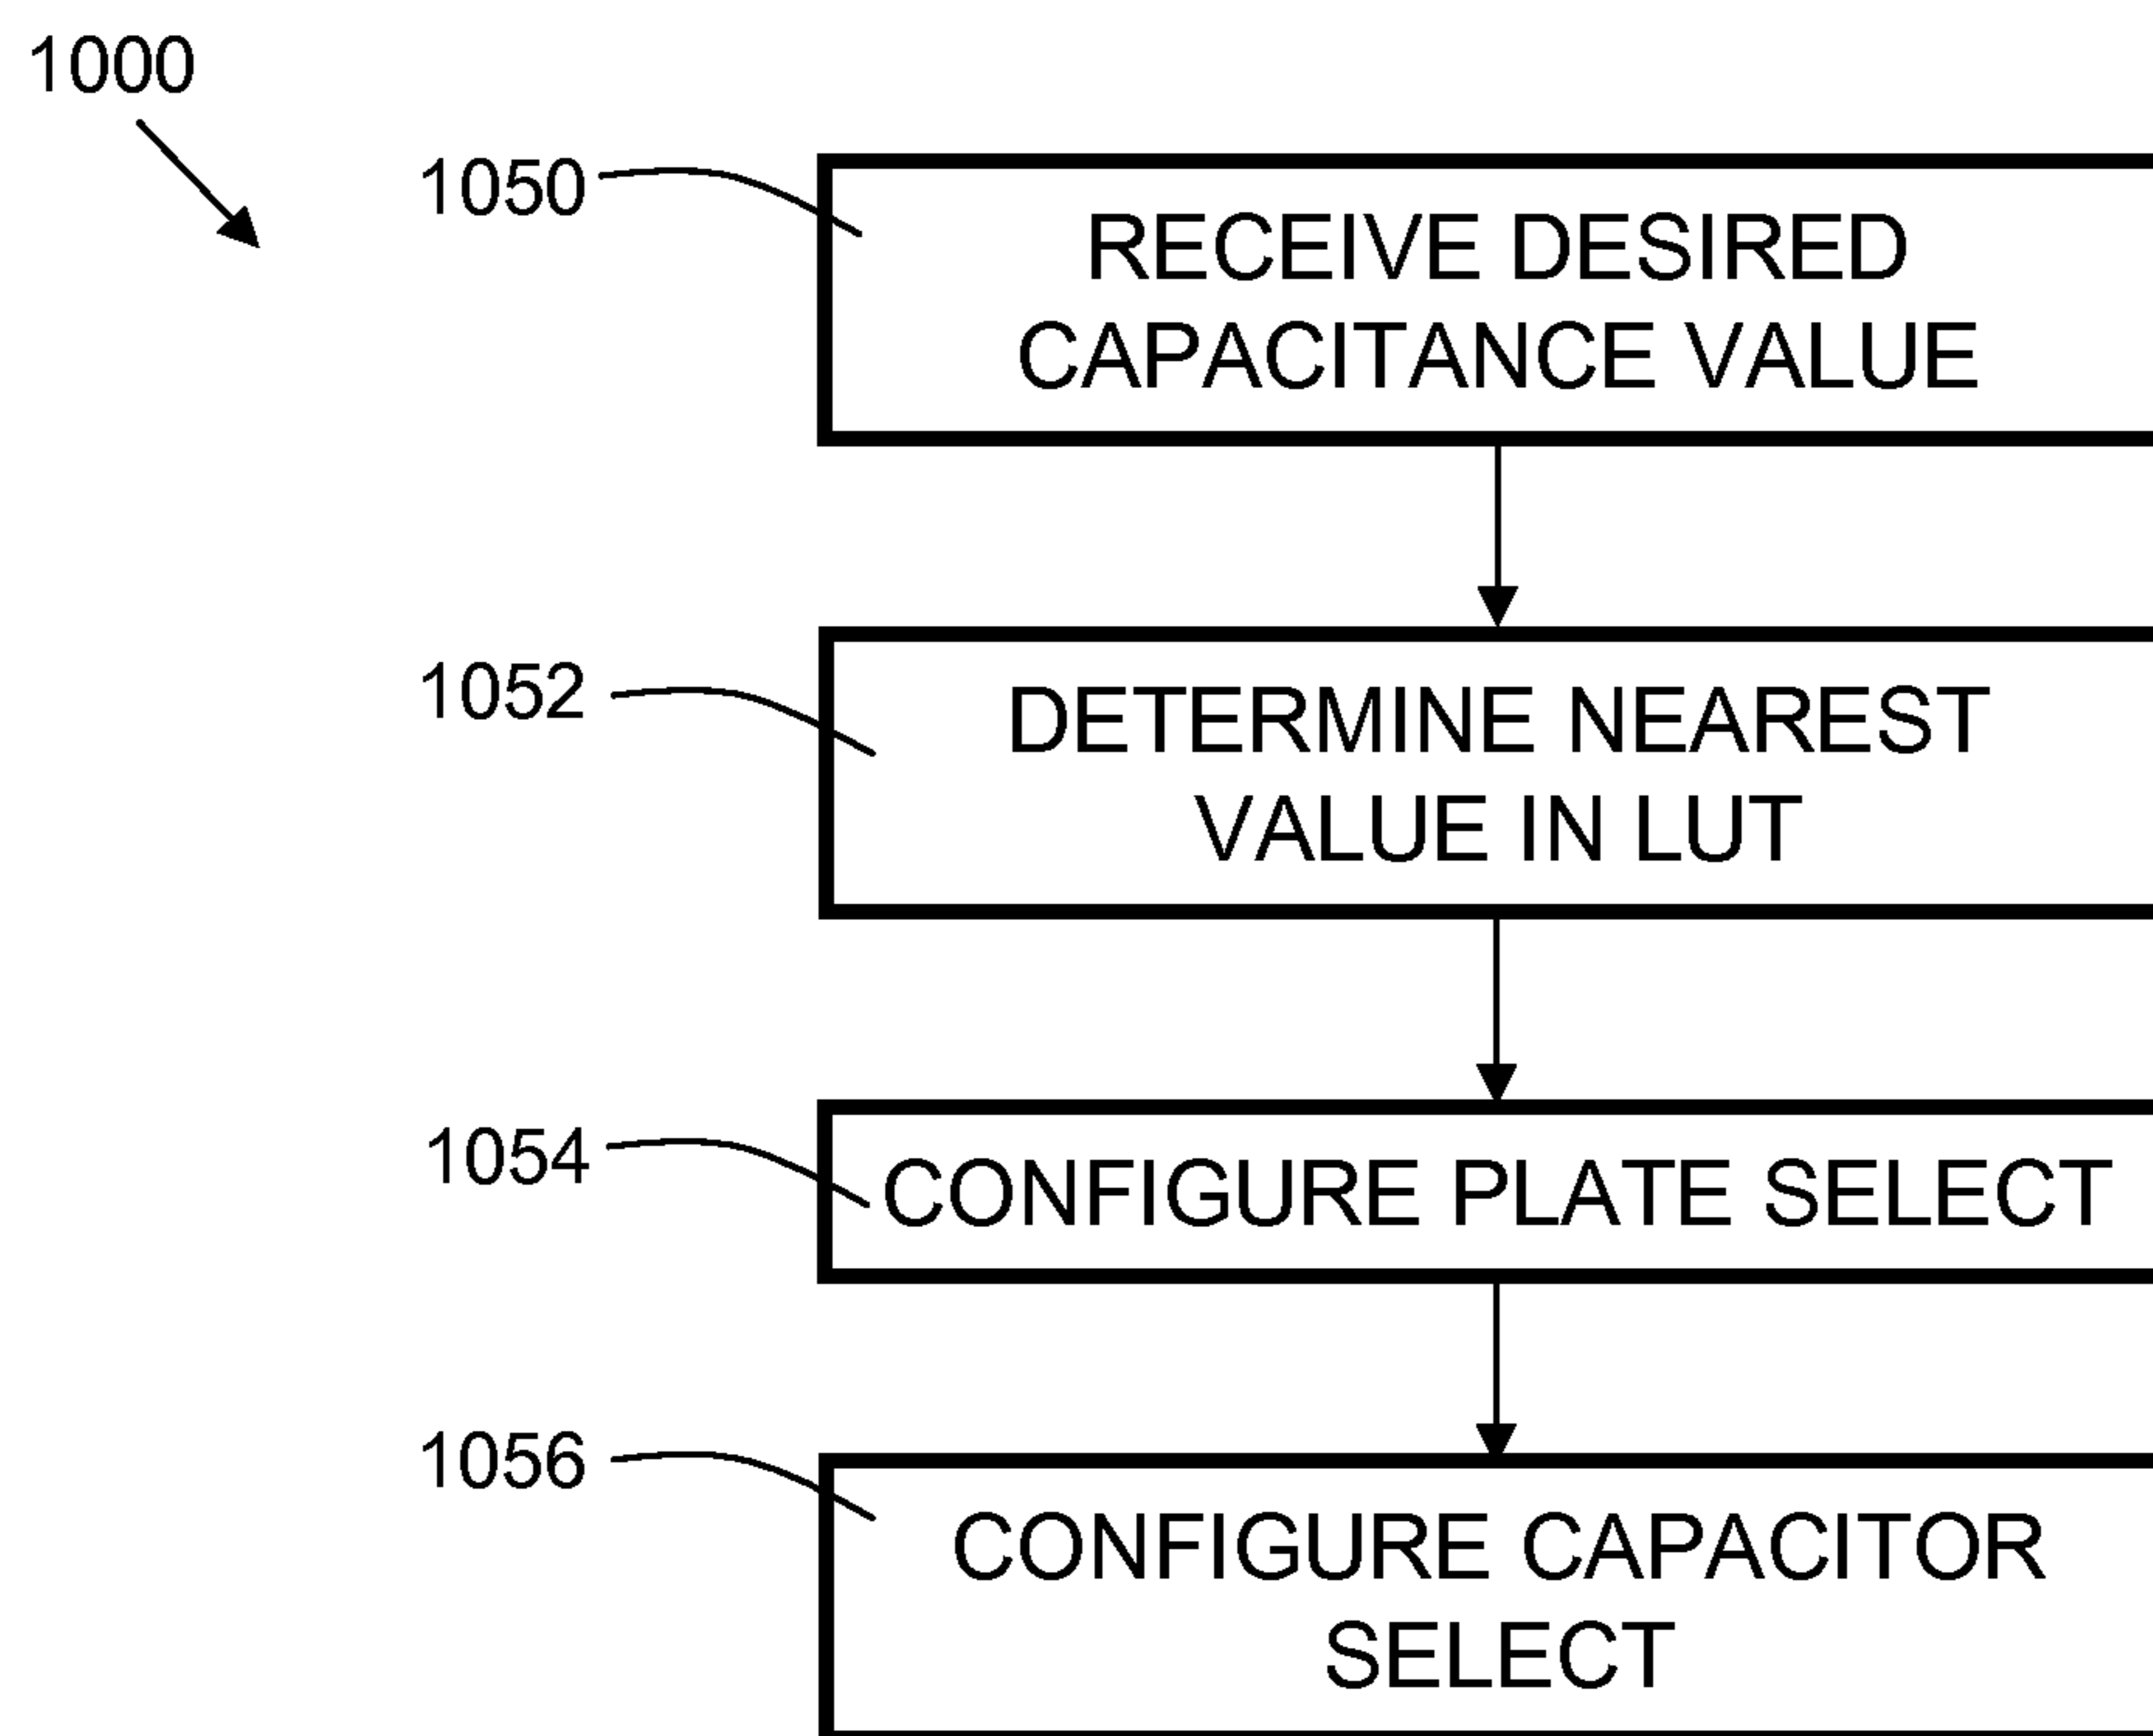 1000
1050
RECEIVE DESIRED
CAPACITANCE VALUE
1052
DETERMINE NEAREST
VALUE IN LUT
1054
CONFIGURE PLATE SELECT
1056
CONFIGURE CAPACITOR
SELECT